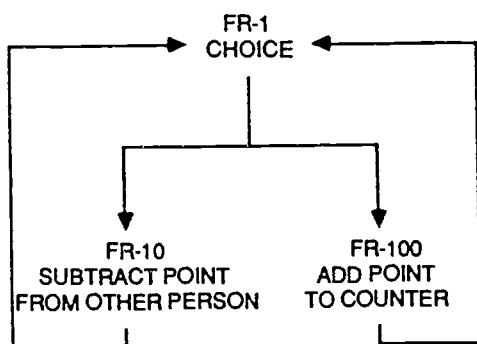 FR-1
CHOICE
FR-10
SUBTRACT POINT
FROM OTHER PERSON
FR-100
ADD POINT
TO COUNTER